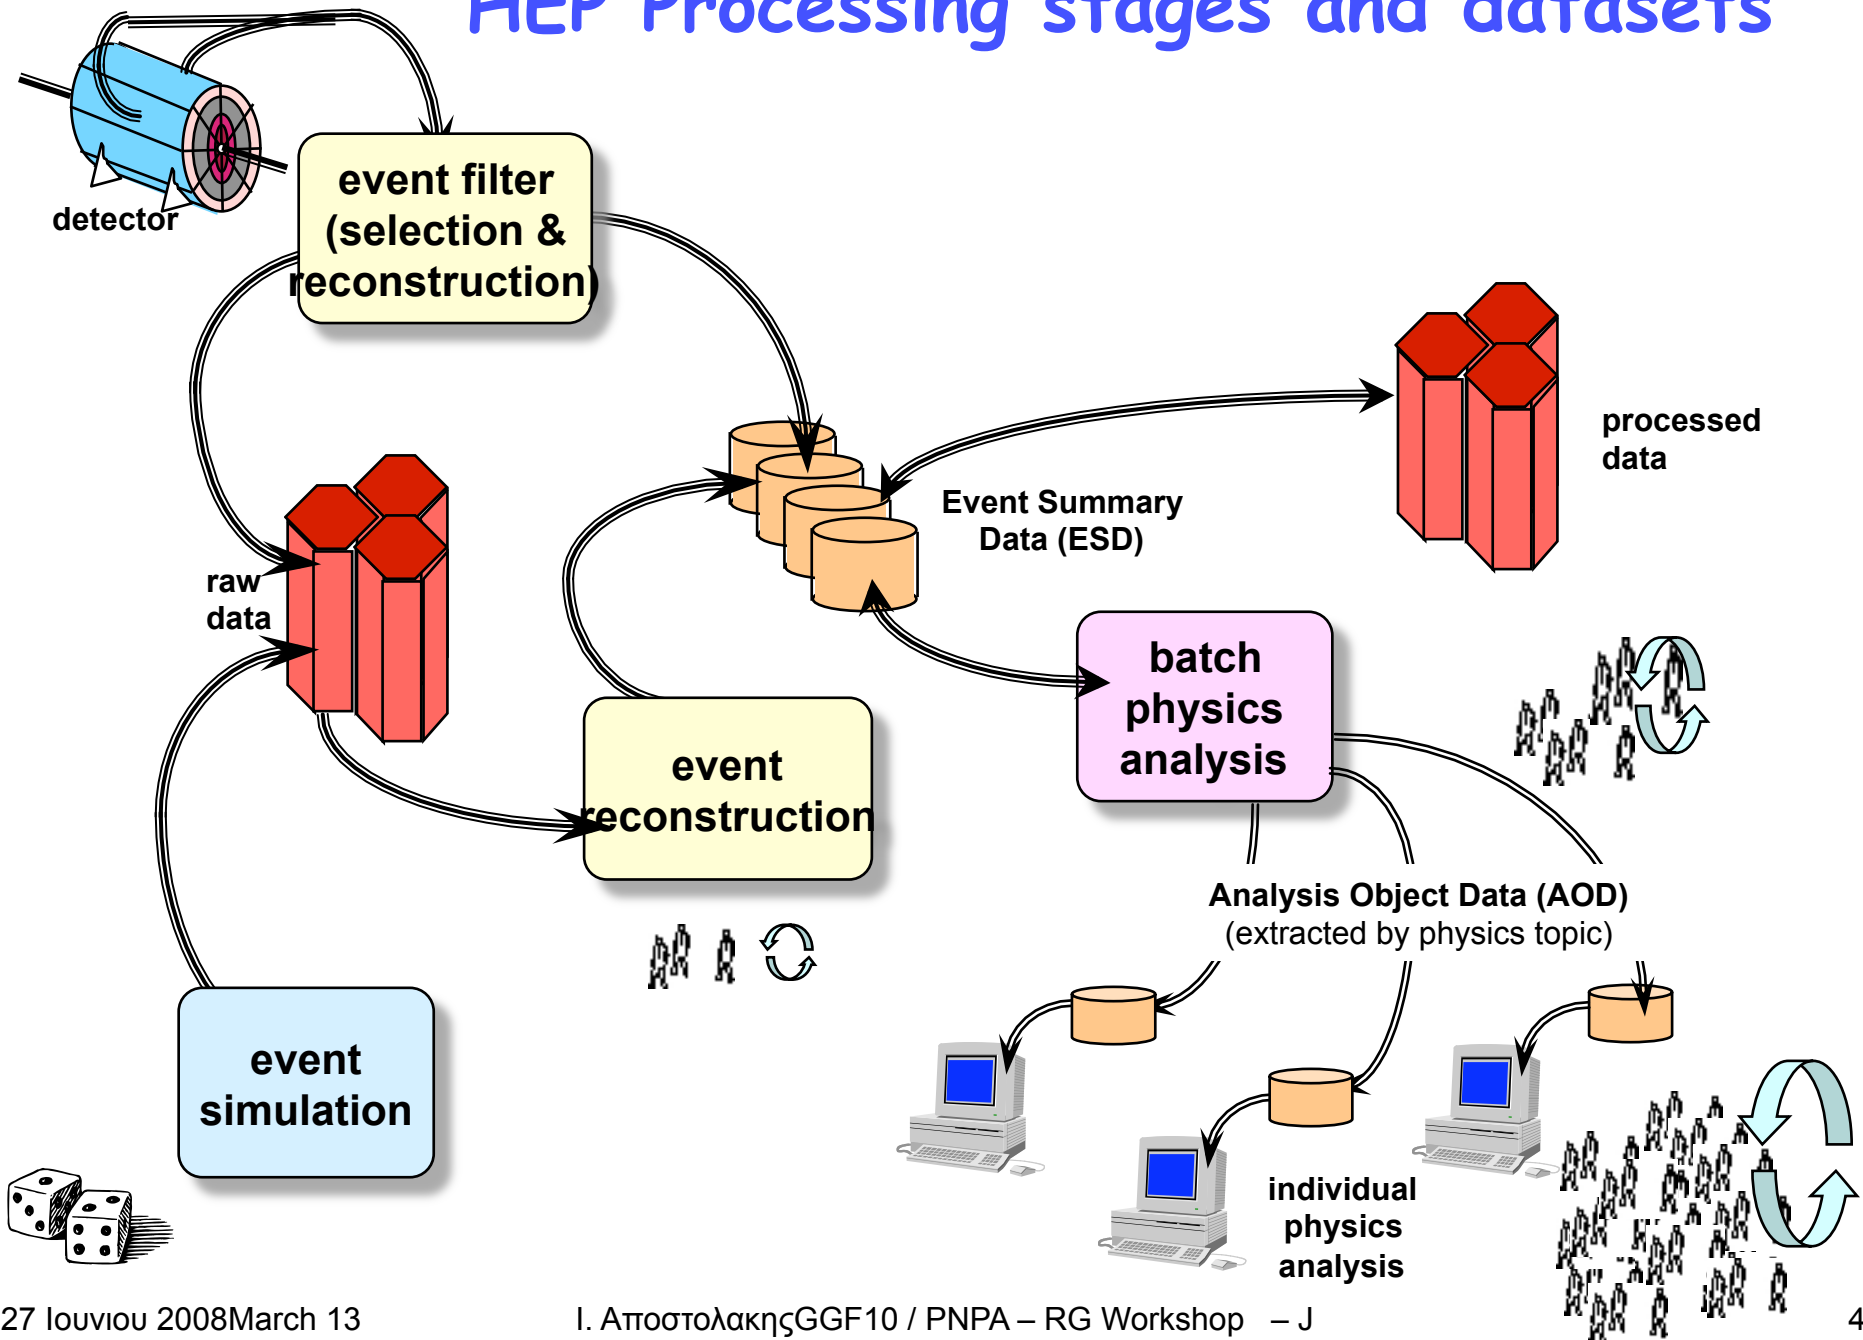 HEP Processing stages and datasets
detector
event filter
(selection &
reconstruction)
processed
data
Event Summary
Data (ESD)
raw
data
batch
physics
analysis
event
reconstruction
Analysis Object Data (AOD)
(extracted by physics topic)
event
simulation
individual
physics
analysis
27 Ιουνιου 2008March 13
Ι. ΑποστολακηςGGF10 / PNPA – RG Workshop – J
4